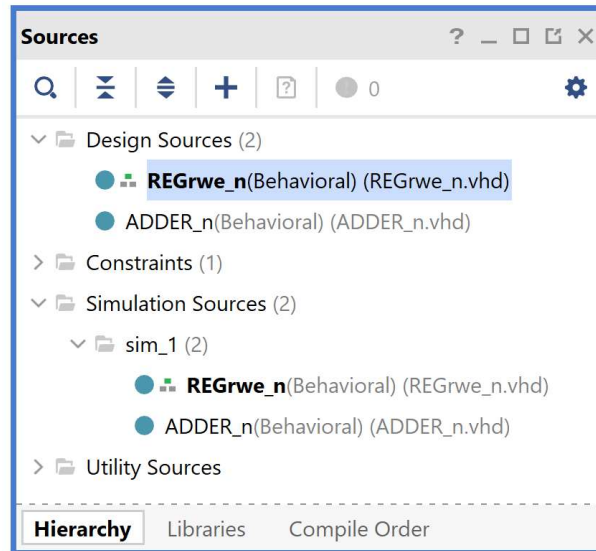 Sources ? _
0
Design Sources (2)
REGrwe_n(Behavioral) (REGrwe_n.vhd)
ADDER_n(Behavioral) (ADDER_n.vhd)
Constraints (1)
Simulation Sources (2)
sim_1 (2)
REGrwe_n(Behavioral) (REGrwe_n.vhd)
ADDER_n(Behavioral) (ADDER_n.vhd)
Utility Sources
Hierarchy Libraries Compile Order